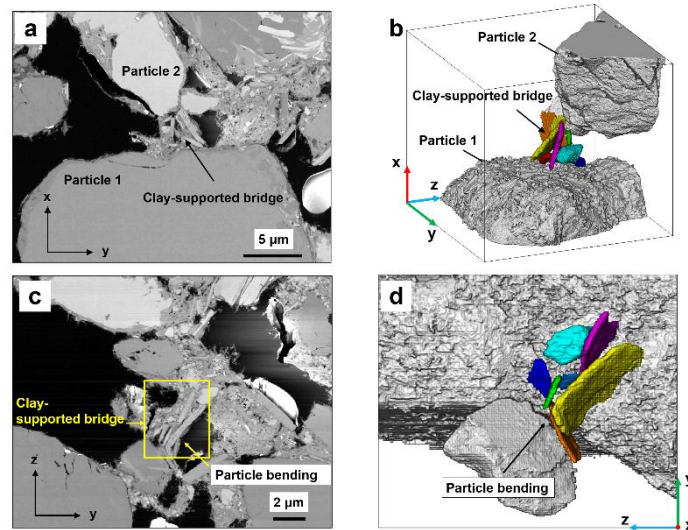 a
Particle 2
Particle 1
Clay-supported bridge
x
y
5 µm
b
Particle 2
Clay-supported bridge
Particle 1
x
z
y
c
Clay-
supported bridge
Particle bending
z
y
2 µm
d
Particle bending
y
z
x